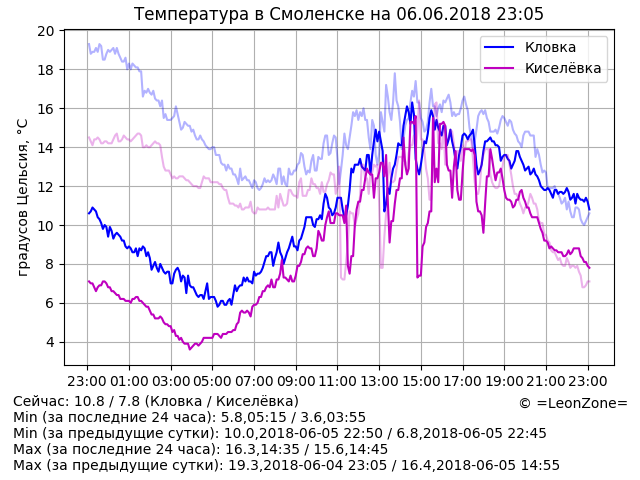 Температура в Смоленске на 06.06.2018 23:05
градусов Цельсия, °C
20
18
16
14
12
10
8
6
4
Кловка
Киселёвка
23:00 01:00 03:00 05:00 07:00 09:00 11:00 13:00 15:00 17:00 19:00 21:00 23:00
Сейчас: 10.8 / 7.8 (Кловка / Киселёвка)
© =LeonZone=
Min (за последние 24 часа): 5.8,05:15 / 3.6,03:55
Min (за предыдущие сутки): 10.0,2018-06-05 22:50 / 6.8,2018-06-05 22:45
Max (за последние 24 часа): 16.3,14:35 / 15.6,14:45
Max (за предыдущие сутки): 19.3,2018-06-04 23:05 / 16.4,2018-06-05 14:55